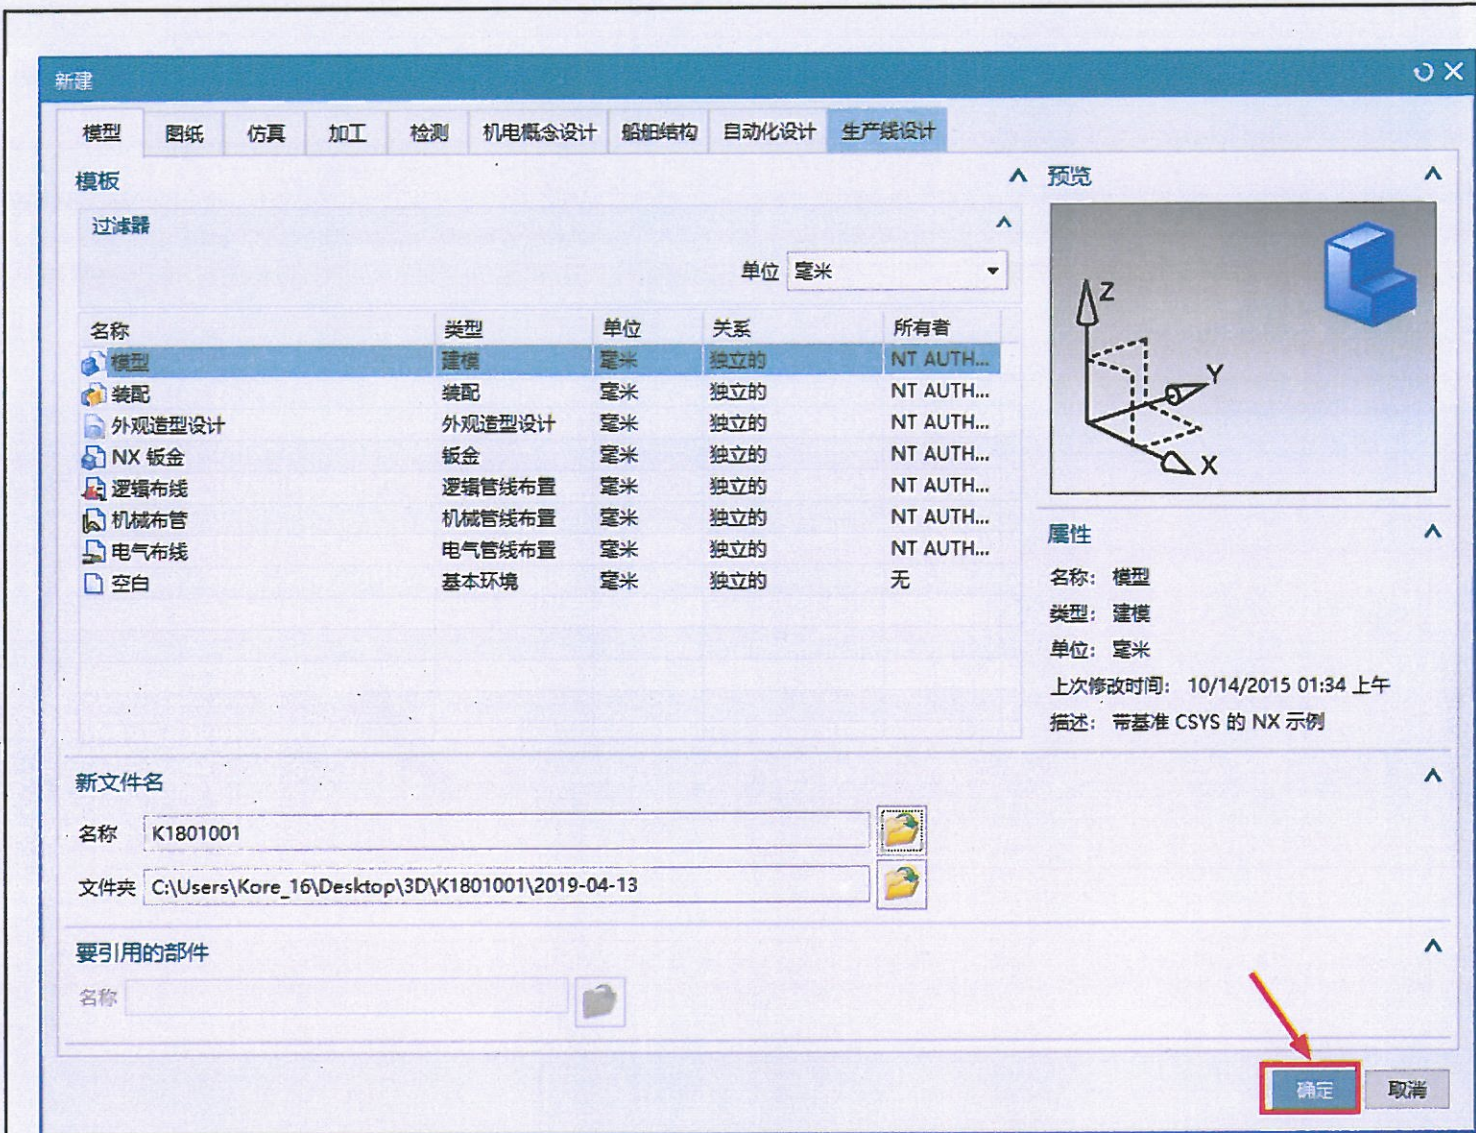 新建
模型 图纸 仿真 加工 检测 机电概念设计 船舶结构 自动化设计 生产线设计
模板
过滤器
单位 毫米
名称 类型 单位 关系 所有者
模型 建模 毫米 独立的 NT AUTH...
装配 装配 毫米 独立的 NT AUTH...
外观造型设计 外观造型设计 毫米 独立的 NT AUTH...
NX 钣金 钣金 毫米 独立的 NT AUTH...
逻辑布线 逻辑管线布置 毫米 独立的 NT AUTH...
机械布管 机械管线布置 毫米 独立的 NT AUTH...
电气布线 电气管线布置 毫米 独立的 NT AUTH...
空白 基本环境 毫米 独立的 无
预览
Z
Y
X
属性
名称: 模型
类型: 建模
单位: 毫米
上次修改时间: 10/14/2015 01:34 上午
描述: 带基准 CSYS 的 NX 示例
新文件名
名称 K1801001
文件夹 C:\Users\Kore_16\Desktop\3D\K1801001\2019-04-13
要引用的部件
名称
确定 取消